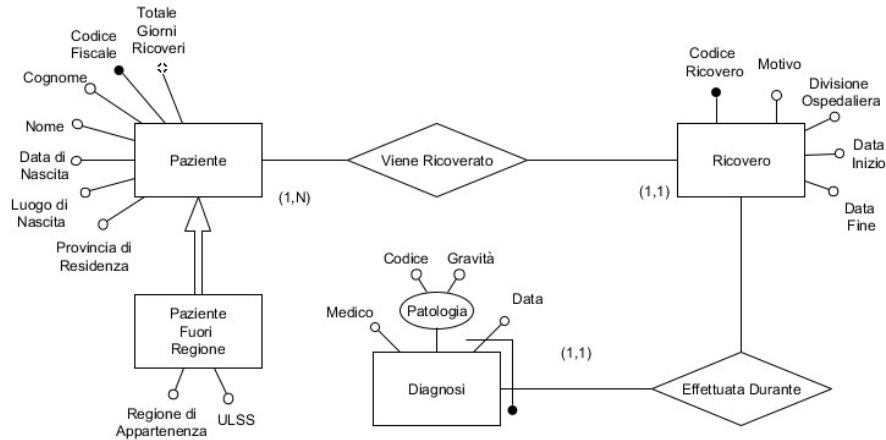 Totale
Giorni
Ricoveri
Codice
Fiscale
Cognome
Nome
Data di
Nascita
Luogo di
Nascita
Provincia di
Residenza
Paziente
(1,N)
Viene Ricoverato
(1,1)
Codice
Ricovero
Motivo
Divisione
Ospedaliera
Data
Inizio
Data
Fine
Ricovero
Paziente
Fuori
Regione
Regione di
Appartenenza
ULSS
Codice
Gravità
Patologia
Medico
Data
Diagnosi
(1,1)
Effettuata Durante